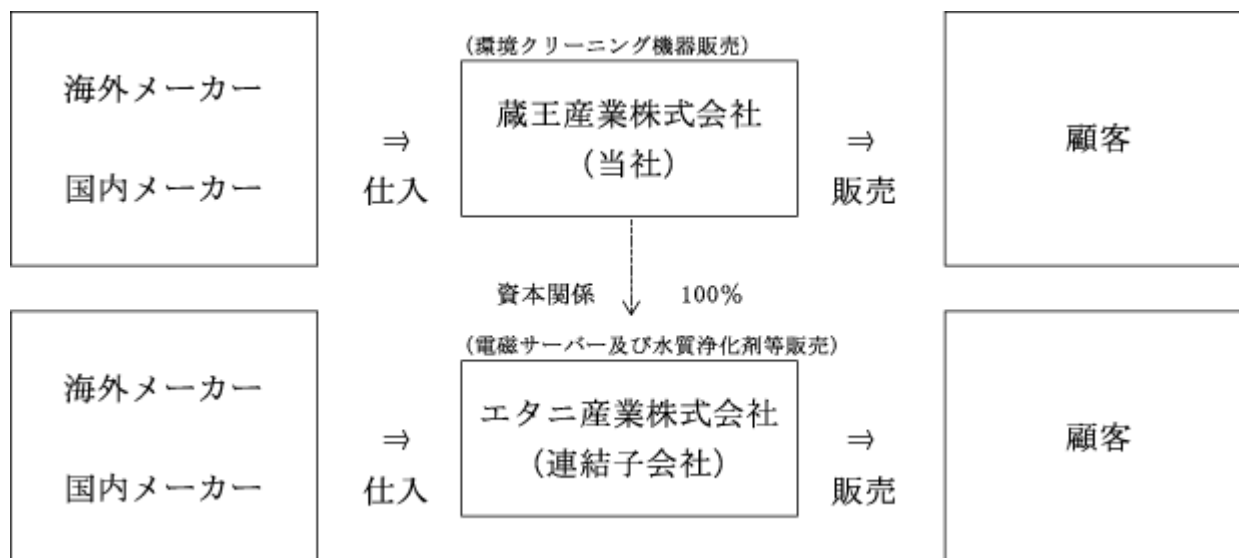 (環境クリーニング機器販売)
海外メーカー
国内メーカー
⇒
仕入
蔵王産業株式会社
(当社)
⇒
販売
顧客
資本関係 100%
(電磁サーバー及び水質浄化剤等販売)
海外メーカー
国内メーカー
⇒
仕入
エタニ産業株式会社
(連結子会社)
⇒
販売
顧客